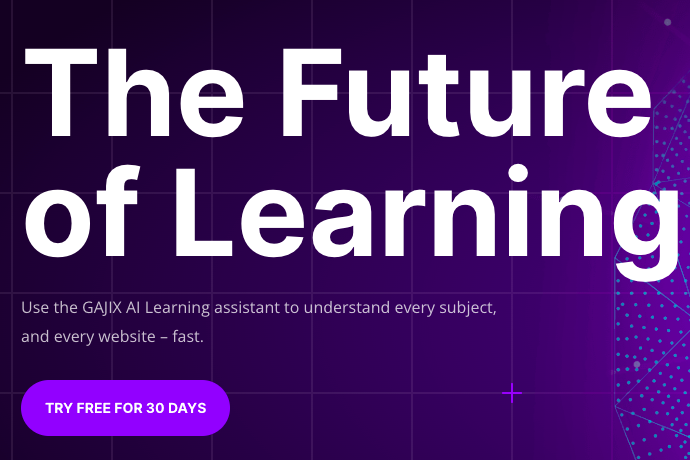 The Future
of Learning
Use the GAJIX AI Learning assistant to understand every subject,
and every website – fast.
TRY FREE FOR 30 DAYS